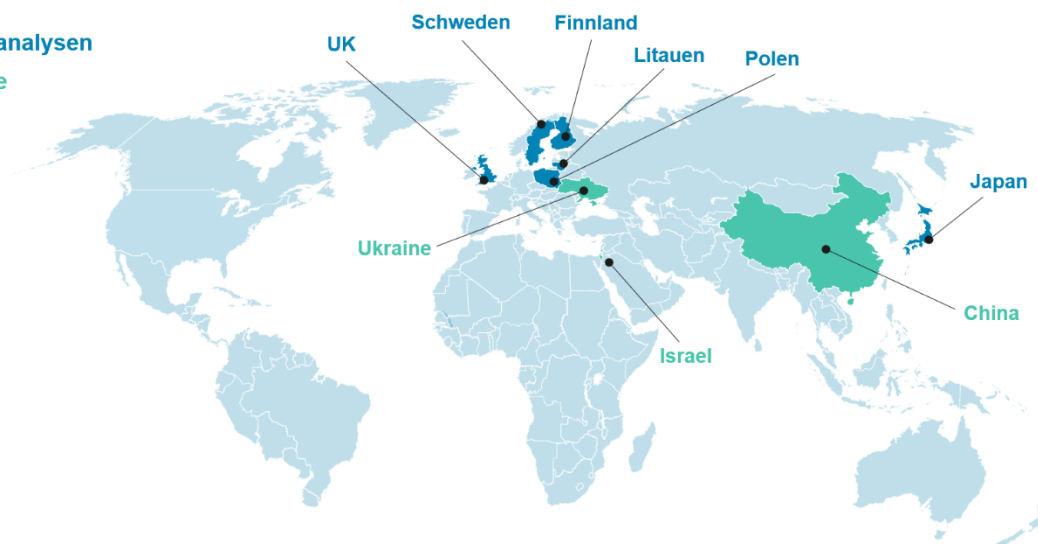 analysen
e
Schweden
Finnland
UK
Litauen
Polen
Japan
Ukraine
China
Israel